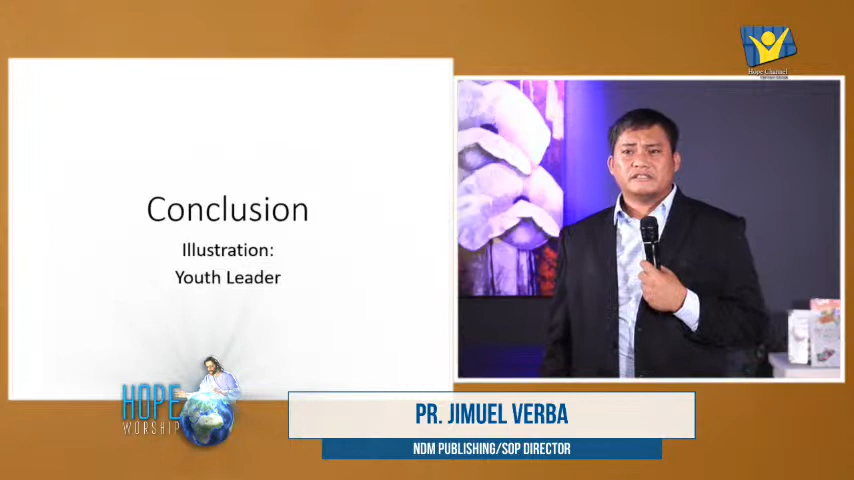 Hope Channel
Conclusion
Illustration:
Youth Leader
HOPE
WORSHIP
PR. JIMUEL VERBA
NDM PUBLISHING/SOP DIRECTOR